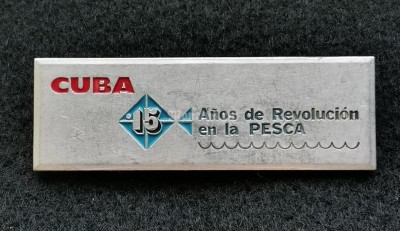 CUBA
15 Años de Revolución
en la PESCA